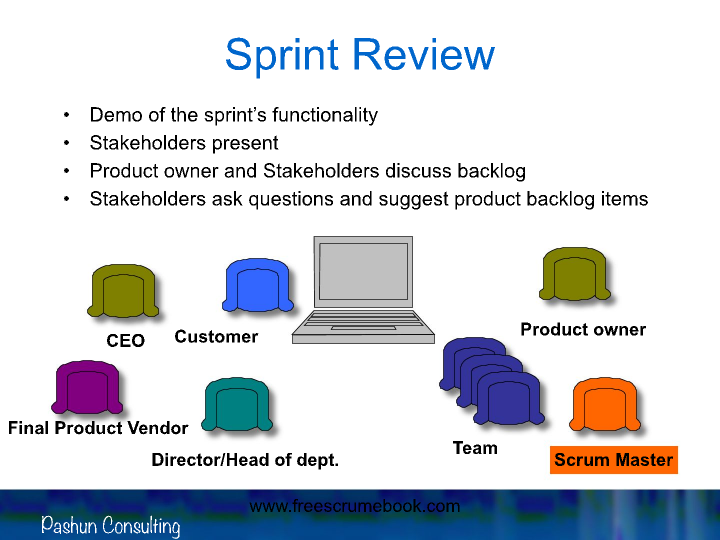 Sprint Review
• Demo of the sprint's functionality
• Stakeholders present
• Product owner and Stakeholders discuss backlog
• Stakeholders ask questions and suggest product backlog items
CEO
Customer
Product owner
Final Product Vendor
Director/Head of dept.
Team
Scrum Master
www.freescrumebook.com
Pashun Consulting